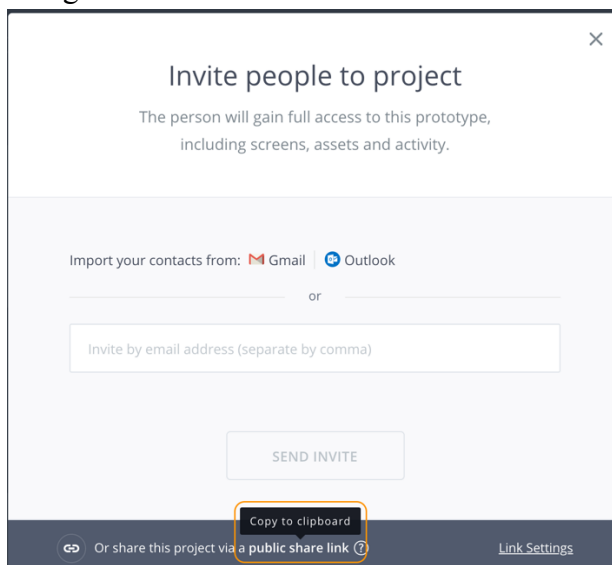 Invite people to project
The person will gain full access to this prototype,
including screens, assets and activity.
Import your contacts from: Gmail Outlook
or
Invite by email address (separate by comma)
SEND INVITE
Copy to clipboard
Or share this project via a public share link ? Link Settings